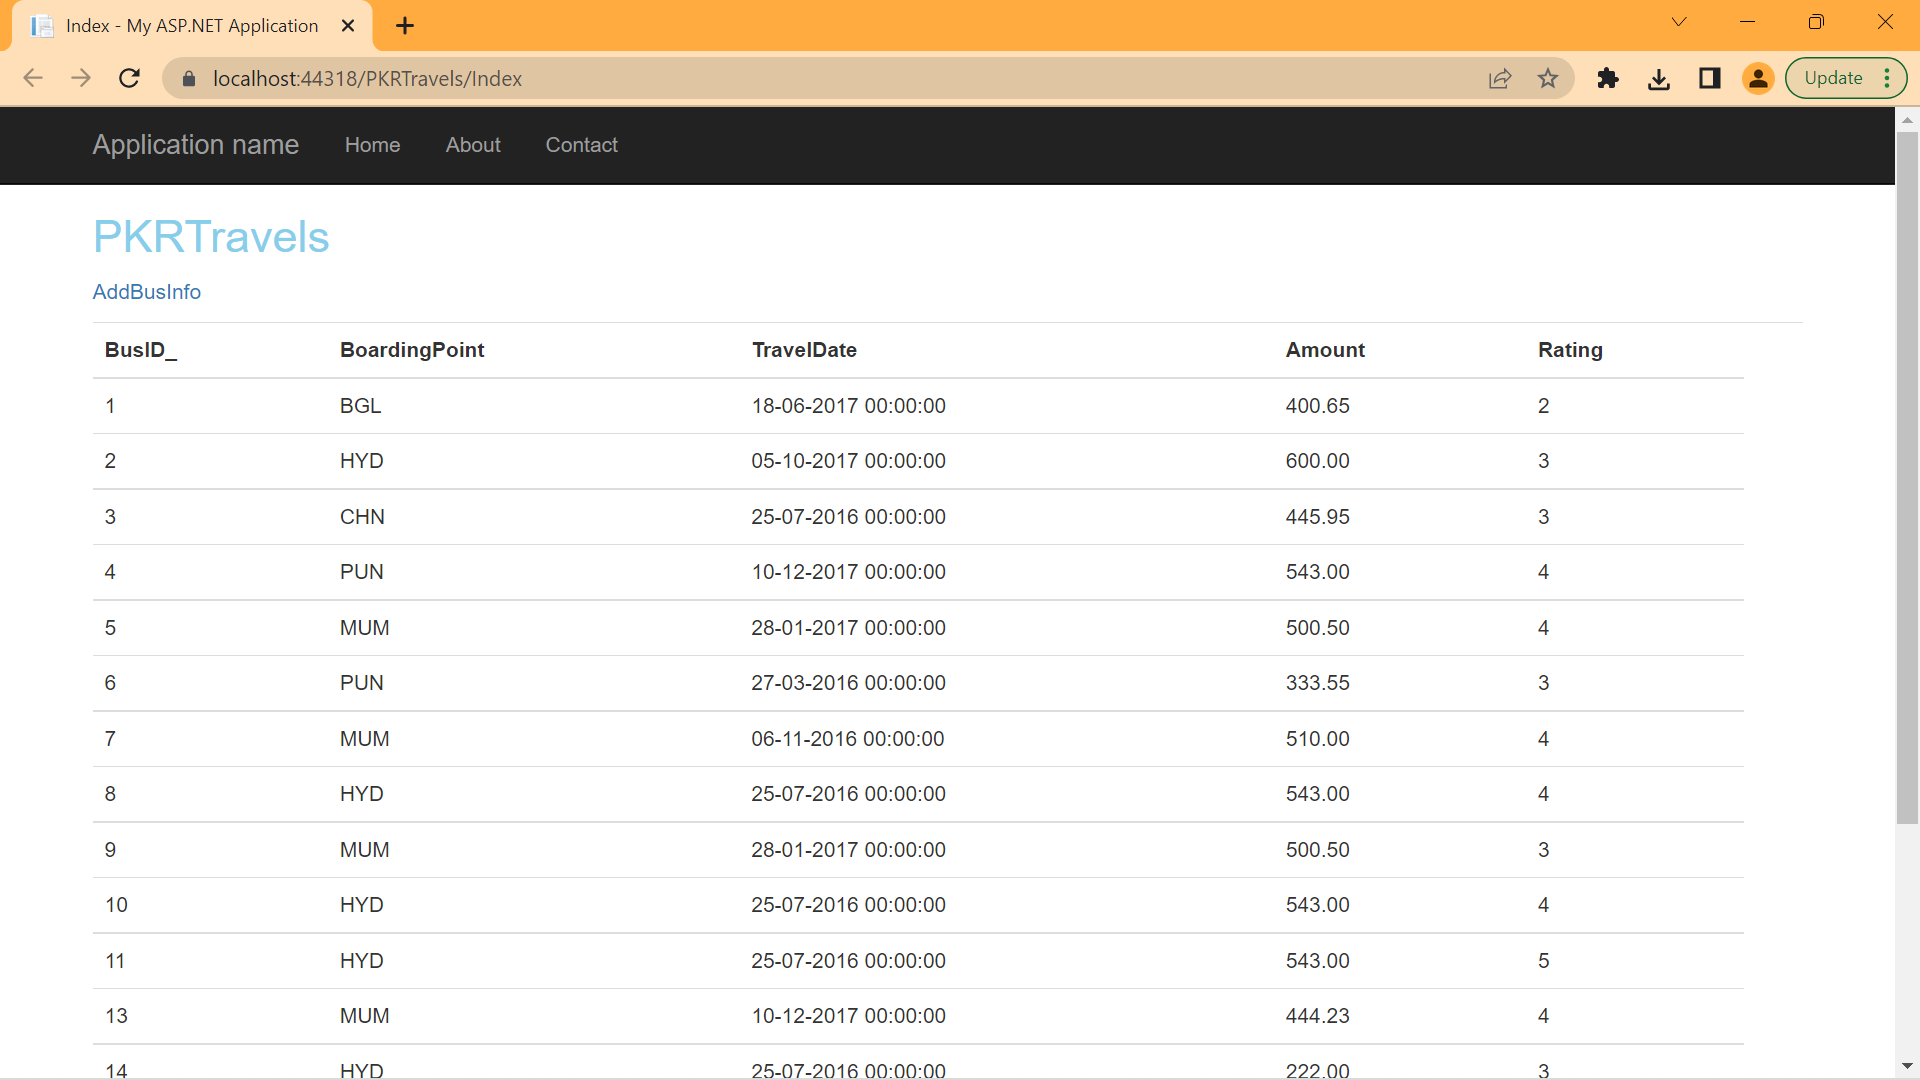 Index - My ASP.NET Application
localhost:44318/PKRTravels/Index
Update
Application name Home About Contact
PKRTravels
AddBusInfo
BusID_ BoardingPoint TravelDate Amount Rating
1 BGL 18-06-2017 00:00:00 400.65 2
2 HYD 05-10-2017 00:00:00 600.00 3
3 CHN 25-07-2016 00:00:00 445.95 3
4 PUN 10-12-2017 00:00:00 543.00 4
5 MUM 28-01-2017 00:00:00 500.50 4
6 PUN 27-03-2016 00:00:00 333.55 3
7 MUM 06-11-2016 00:00:00 510.00 4
8 HYD 25-07-2016 00:00:00 543.00 4
9 MUM 28-01-2017 00:00:00 500.50 3
10 HYD 25-07-2016 00:00:00 543.00 4
11 HYD 25-07-2016 00:00:00 543.00 5
13 MUM 10-12-2017 00:00:00 444.23 4
14 HYD 25-07-2016 00:00:00 222.00 3